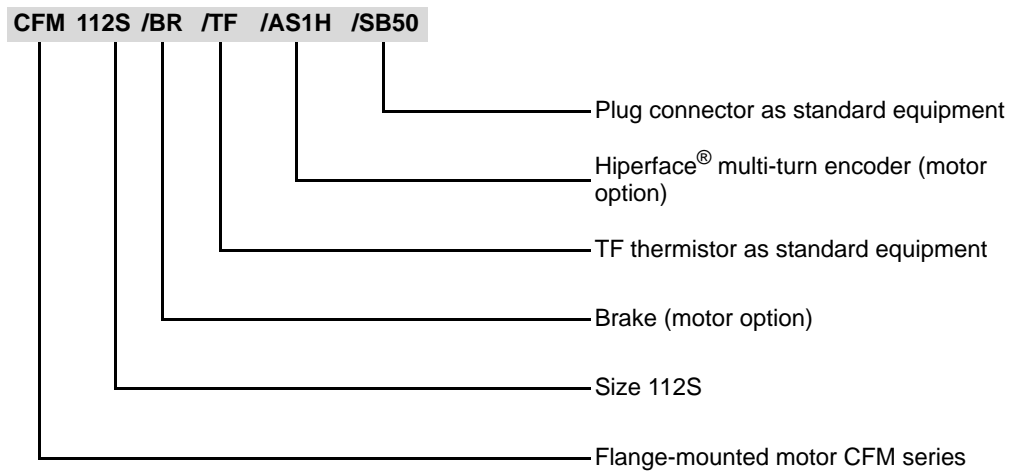 CFM 112S /BR /TF /AS1H /SB50
Plug connector as standard equipment
Hiperface® multi-turn encoder (motor
option)
TF thermistor as standard equipment
Brake (motor option)
Size 112S
Flange-mounted motor CFM series